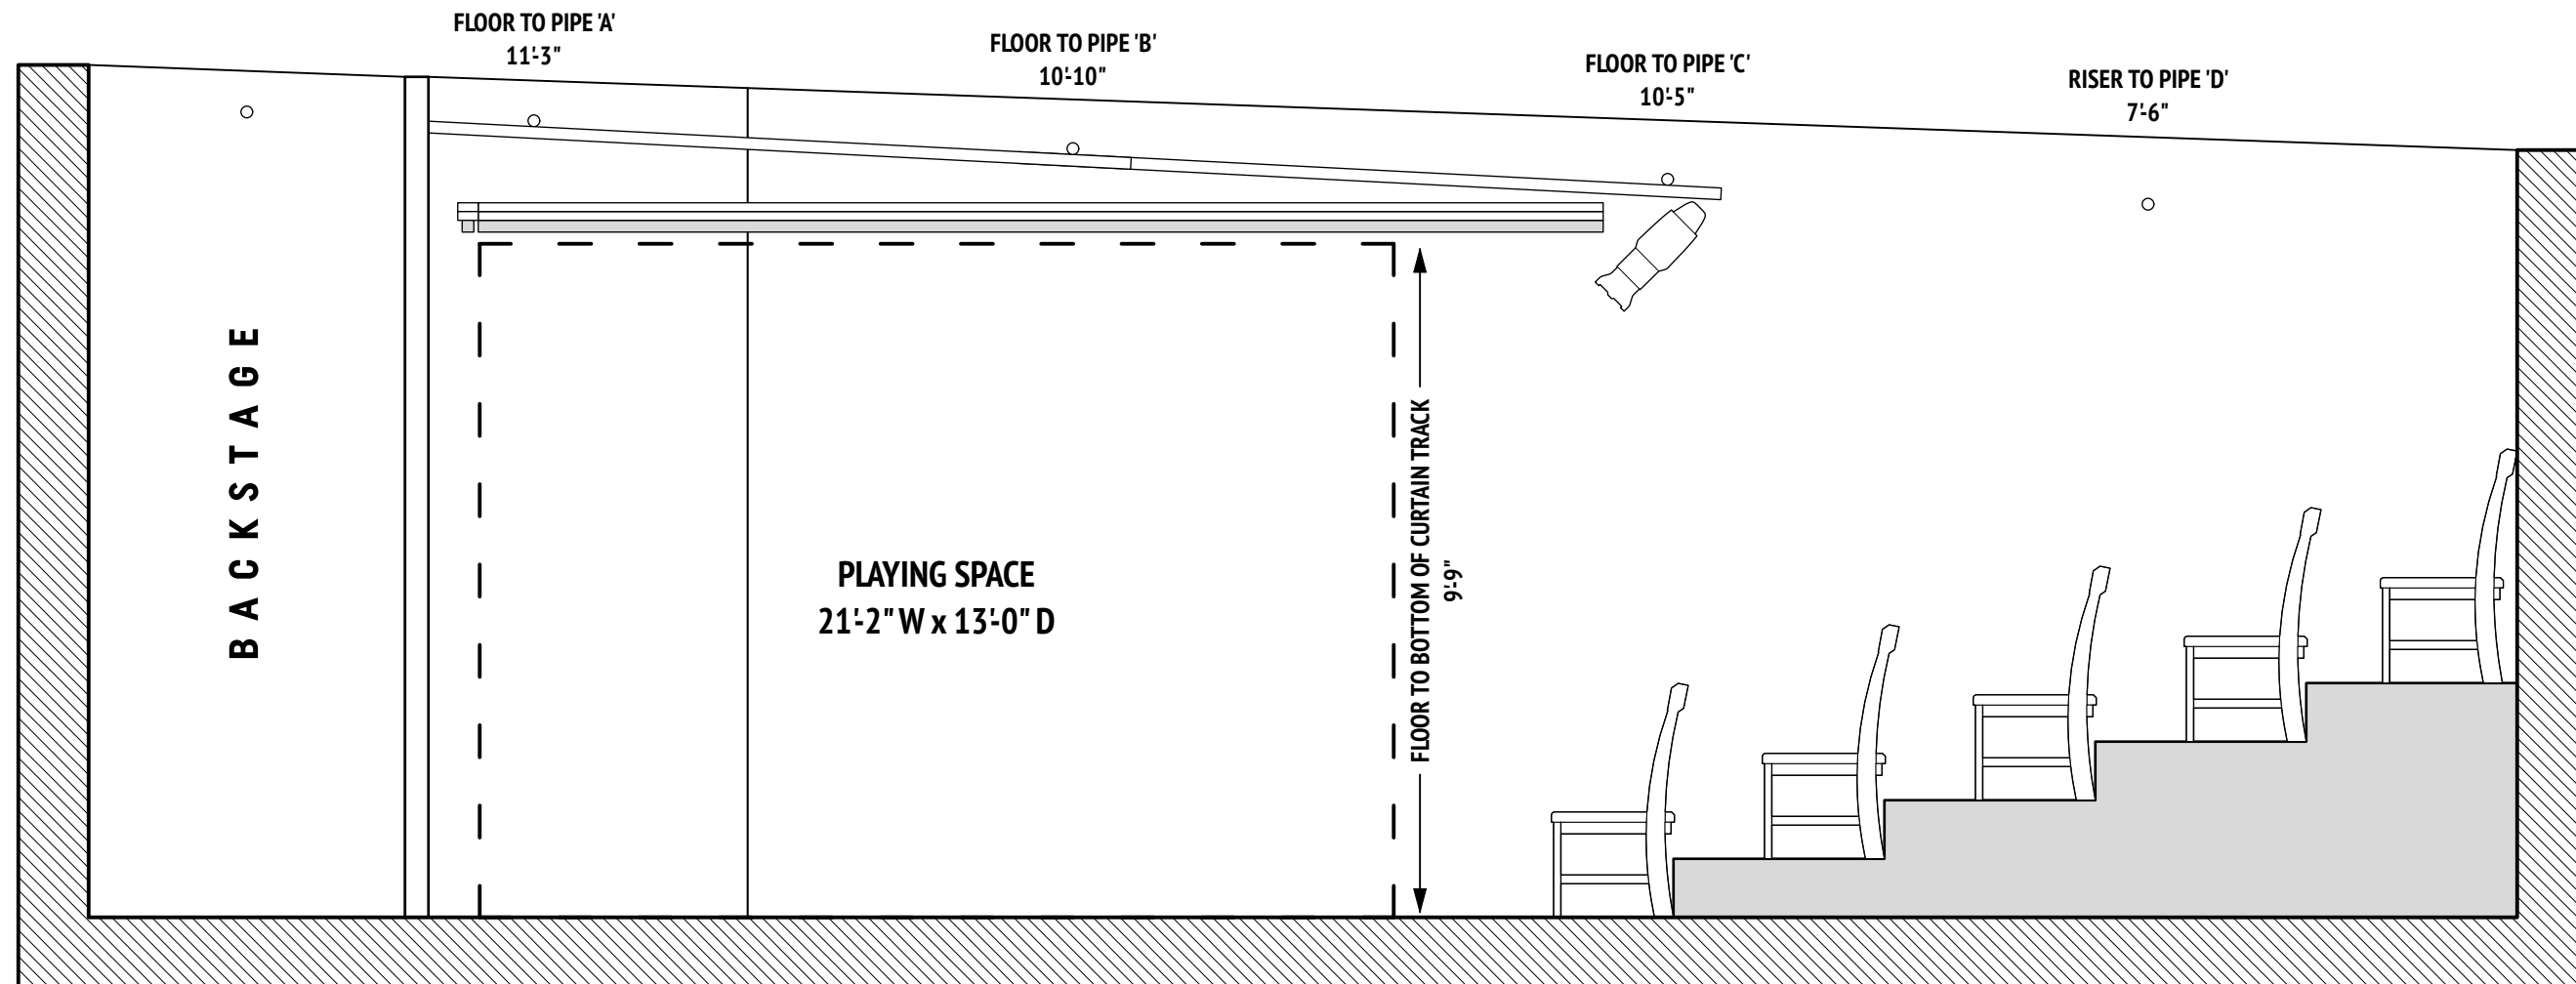 FLOOR TO PIPE 'A'
11'-3"
FLOOR TO PIPE 'B'
10'-10"
FLOOR TO PIPE 'C'
10'-5"
RISER TO PIPE 'D'
7'-6"
BACKSTAGE
PLAYING SPACE
21'-2" W x 13'-0" D
FLOOR TO BOTTOM OF CURTAIN TRACK
9'-9"